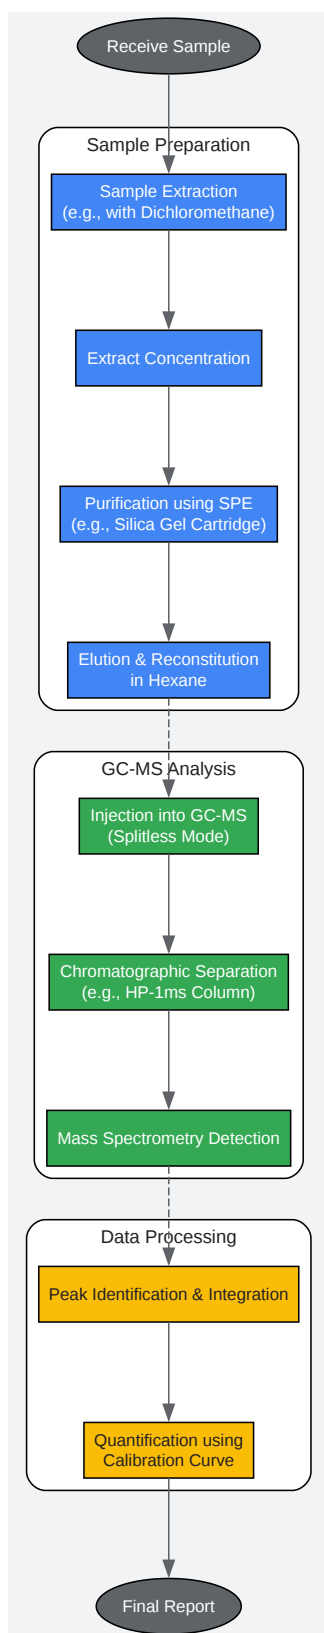 Receive Sample
Sample Preparation
Sample Extraction
(e.g., with Dichloromethane)
Extract Concentration
Purification using SPE
(e.g., Silica Gel Cartridge)
Elution & Reconstitution
in Hexane
GC-MS Analysis
Injection into GC-MS
(Splitless Mode)
Chromatographic Separation
(e.g., HP-1ms Column)
Mass Spectrometry Detection
Data Processing
Peak Identification & Integration
Quantification using
Calibration Curve
Final Report